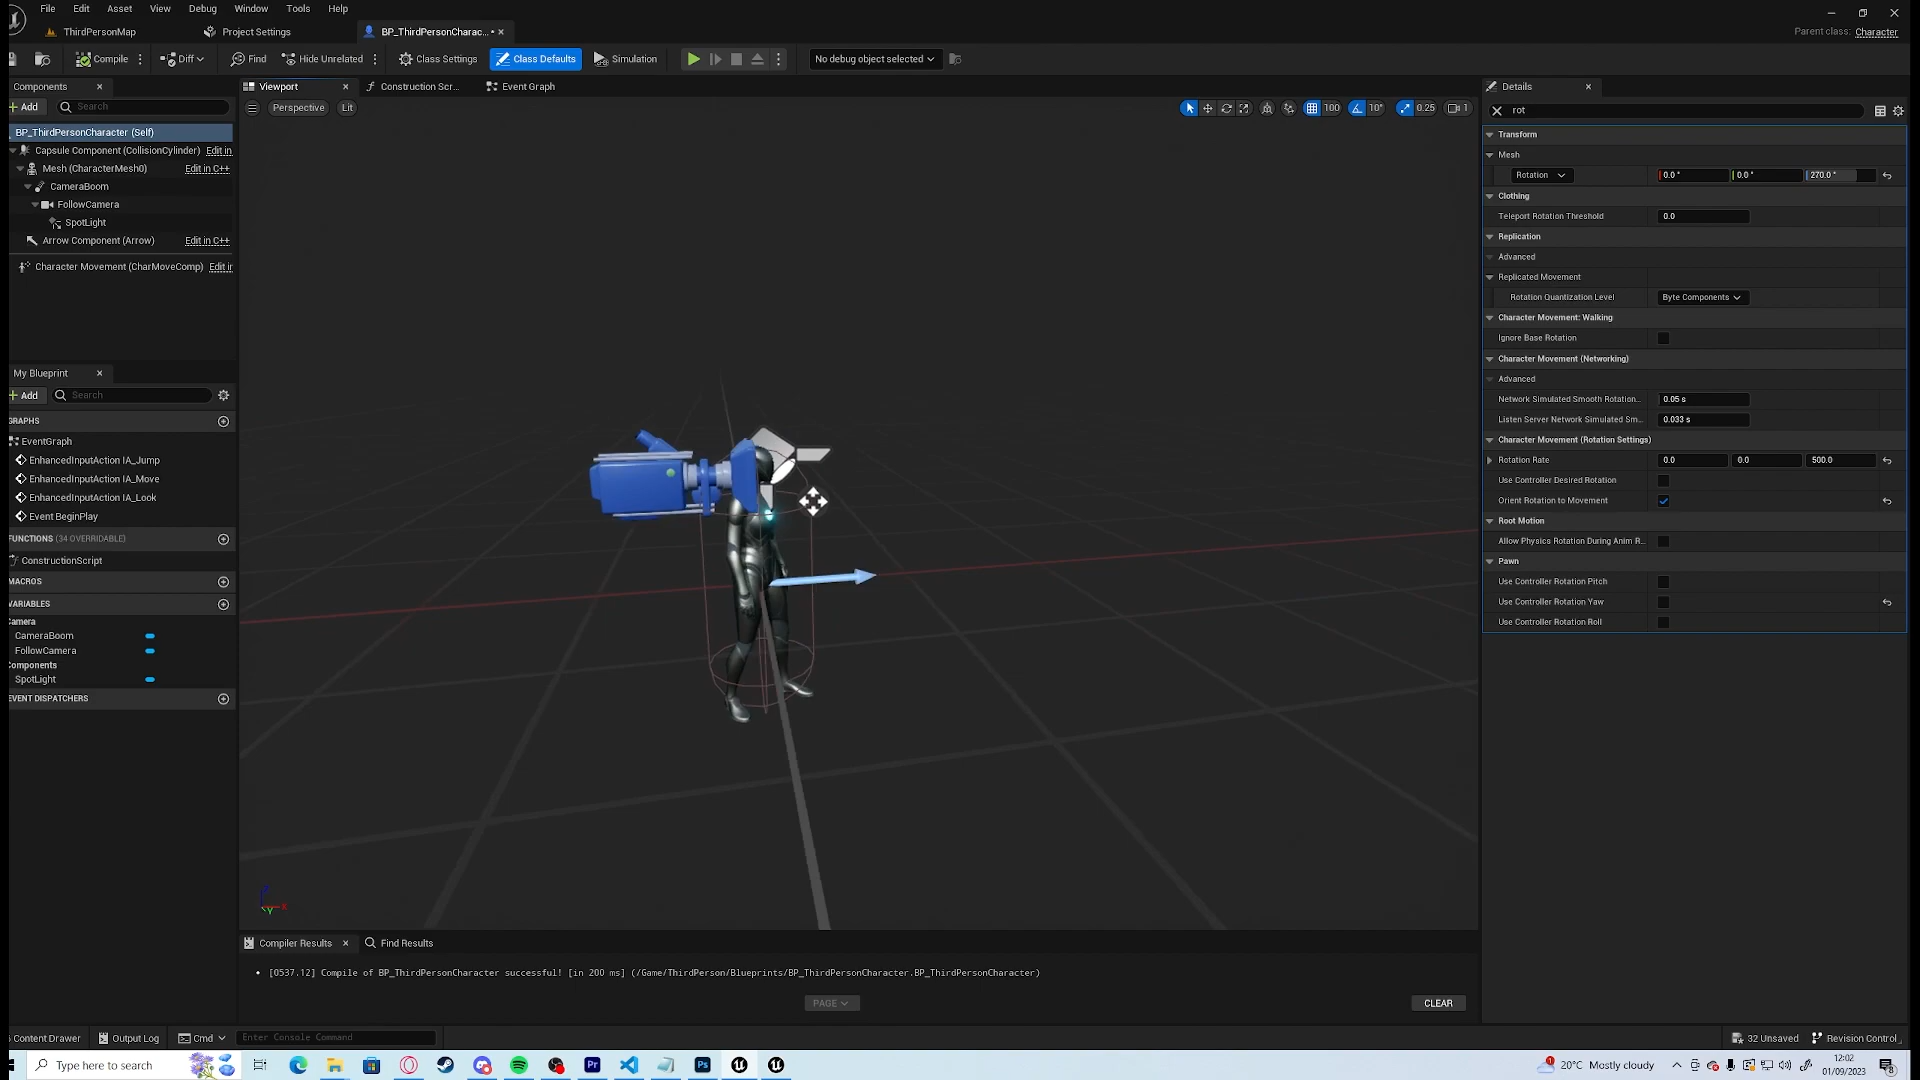 File Edit Asset View Debug Window Tools Help
ThirdPersonMap Project Settings BP_ThirdPersonCharac...
Parent class: Character
Compile Diff Find Hide Unrelated Class Settings Class Defaults Simulation No debug object selected
Components
Add Search
BP_ThirdPersonCharacter (Self)
Capsule Component (CollisionCylinder) Edit in
Mesh (CharacterMesh0) Edit in C++
CameraBoom
FollowCamera
SpotLight
Arrow Component (Arrow) Edit in C++
Character Movement (CharMoveComp) Edit in
My Blueprint
Add Search
GRAPHS
EventGraph
EnhancedInputAction IA_Jump
EnhancedInputAction IA_Move
EnhancedInputAction IA_Look
Event BeginPlay
FUNCTIONS (34 OVERRIDABLE)
ConstructionScript
MACROS
VARIABLES
Camera
CameraBoom
FollowCamera
Components
SpotLight
EVENT DISPATCHERS
Viewport Construction Scr... Event Graph
Perspective Lit
100 10° 0.25 1
X
Y
Compiler Results Find Results
• [0537.12] Compile of BP_ThirdPersonCharacter successful! [in 200 ms] (/Game/ThirdPerson/Blueprints/BP_ThirdPersonCharacter.BP_ThirdPersonCharacter)
PAGE
CLEAR
Details
rot
Transform
Mesh
Rotation 0.0 ° 0.0 ° 270.0 °
Clothing
Teleport Rotation Threshold 0.0
Replication
Advanced
Replicated Movement
Rotation Quantization Level Byte Components
Character Movement: Walking
Ignore Base Rotation
Character Movement (Networking)
Advanced
Network Simulated Smooth Rotation... 0.05 s
Listen Server Network Simulated Sm... 0.033 s
Character Movement (Rotation Settings)
Rotation Rate 0.0 0.0 500.0
Use Controller Desired Rotation
Orient Rotation to Movement
Root Motion
Allow Physics Rotation During Anim R...
Pawn
Use Controller Rotation Pitch
Use Controller Rotation Yaw
Use Controller Rotation Roll
Content Drawer Output Log Cmd Enter Console Command
32 Unsaved Revision Control
Type here to search
Pr Ps
1 20°C Mostly cloudy
12:02
01/09/2023
8